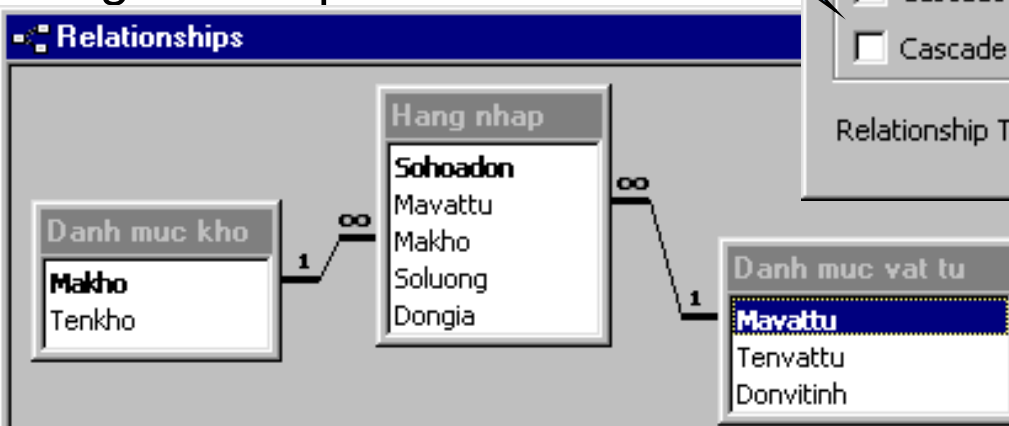 Relationships
Cascade
Relationship T
Hang nhap
Sohoadon
Mavattu
Makho
Soluong
Dongia
∞
∞
Danh muc kho
Makho
Tenkho
1
1
Danh muc vat tu
Mavattu
Tenvattu
Donvitinh